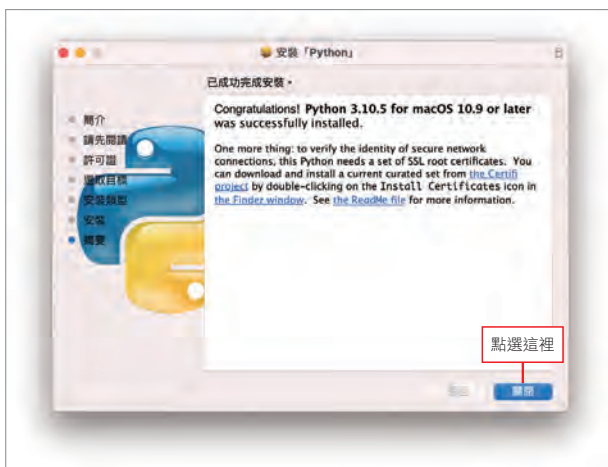 安裝「Python」
已成功完成安裝。
簡介
請先閱讀
許可證
選取目標
安裝類型
安裝
概要
Congratulations! Python 3.10.5 for macOS 10.9 or later
was successfully installed.
One more thing: to verify the identity of secure network
connections, this Python needs a set of SSL root certificates. You
can download and install a current curated set from the Certifi
project by double-clicking on the Install Certificates icon in
the Finder window. See the ReadMe file for more information.
點選這裡
關閉